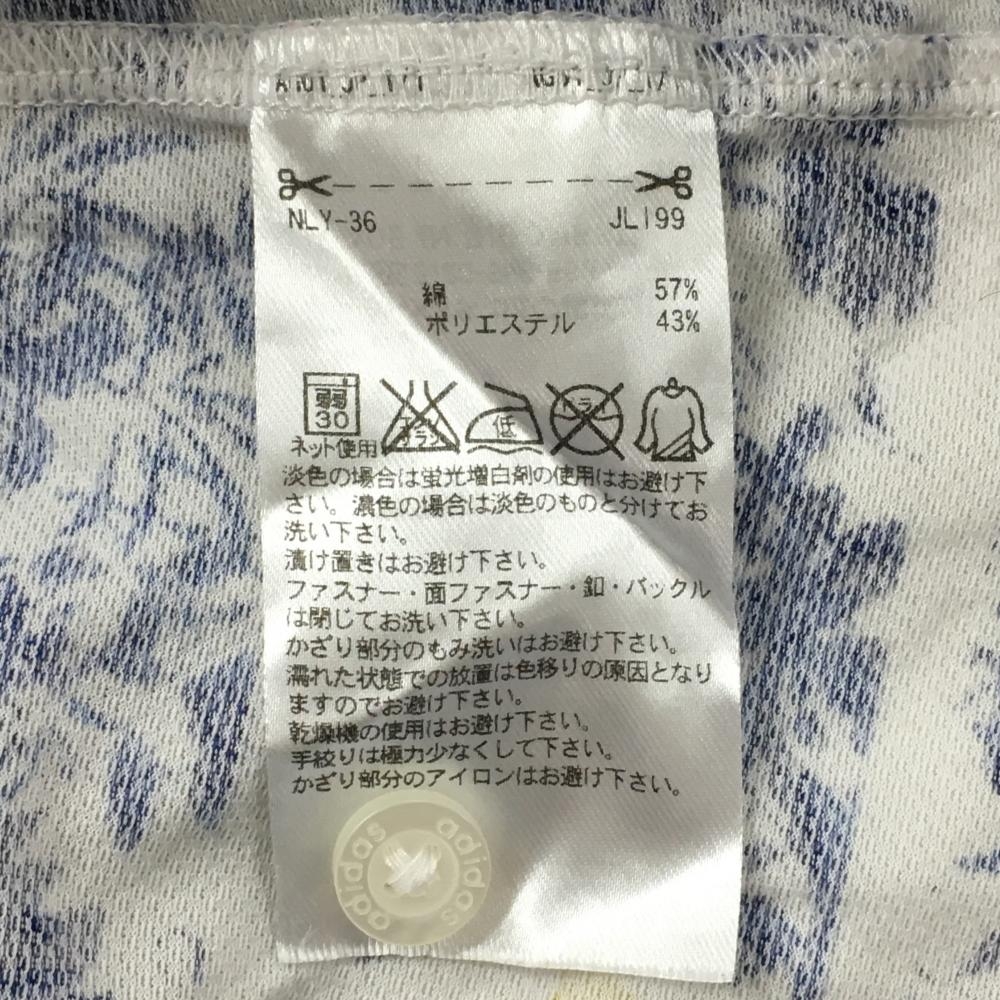 NLY-36 JL199
綿 57%
ポリエステル 43%
弱
30
ネット使用
エンソ
サラシ
低
ドライ
淡色の場合は蛍光増白剤の使用はお避け下
さい。濃色の場合は淡色のものと分けてお
洗い下さい。
漬け置きはお避け下さい。
ファスナー・面ファスナー・釦・バックル
は閉じてお洗い下さい。
かざり部分のもみ洗いはお避け下さい。
濡れた状態での放置は色移りの原因となり
ますのでお避け下さい。
乾燥機の使用はお避け下さい。
手絞りは極力少なくして下さい。
かざり部分のアイロンはお避け下さい。
adidas adidas